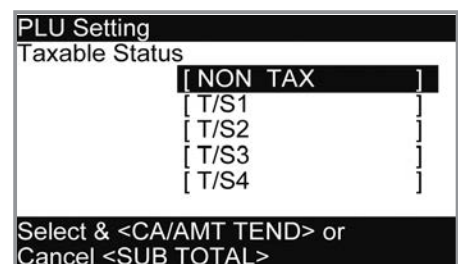 PLU Setting
Taxable Status
[ NON TAX ]
[ T/S1 ]
[ T/S2 ]
[ T/S3 ]
[ T/S4 ]
Select & <CA/AMT TEND> or
Cancel <SUB TOTAL>